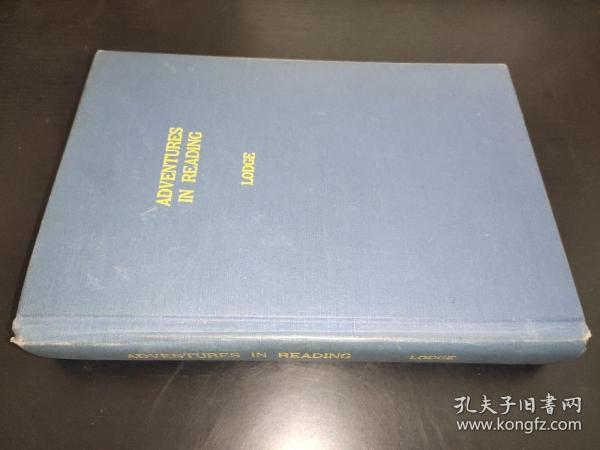 ADVENTURES
IN READING
LODGE
ADVENTURES IN READING LODGE
孔夫子旧书网
www.kongfz.com